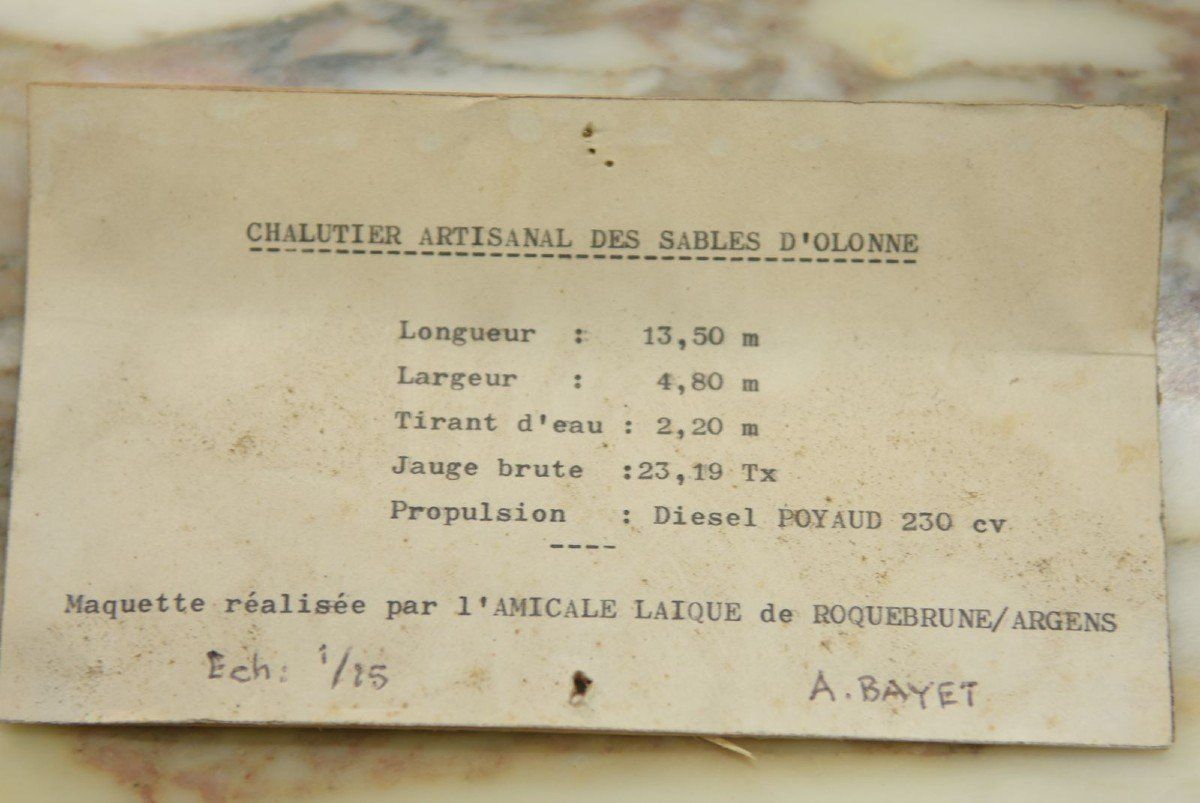 CHALUTIER ARTISANAL DES SABLES D'OLONNE
Longueur : 13,50 m
Largeur : 4,80 m
Tirant d'eau : 2,20 m
Jauge brute :23,19 Tx
Propulsion : Diesel POYAUD 230 cv
----
Maquette réalisée par l'AMICALE LAIQUE de ROQUEBRUNE/ARGENS
Ech: 1/15
A. BAYET